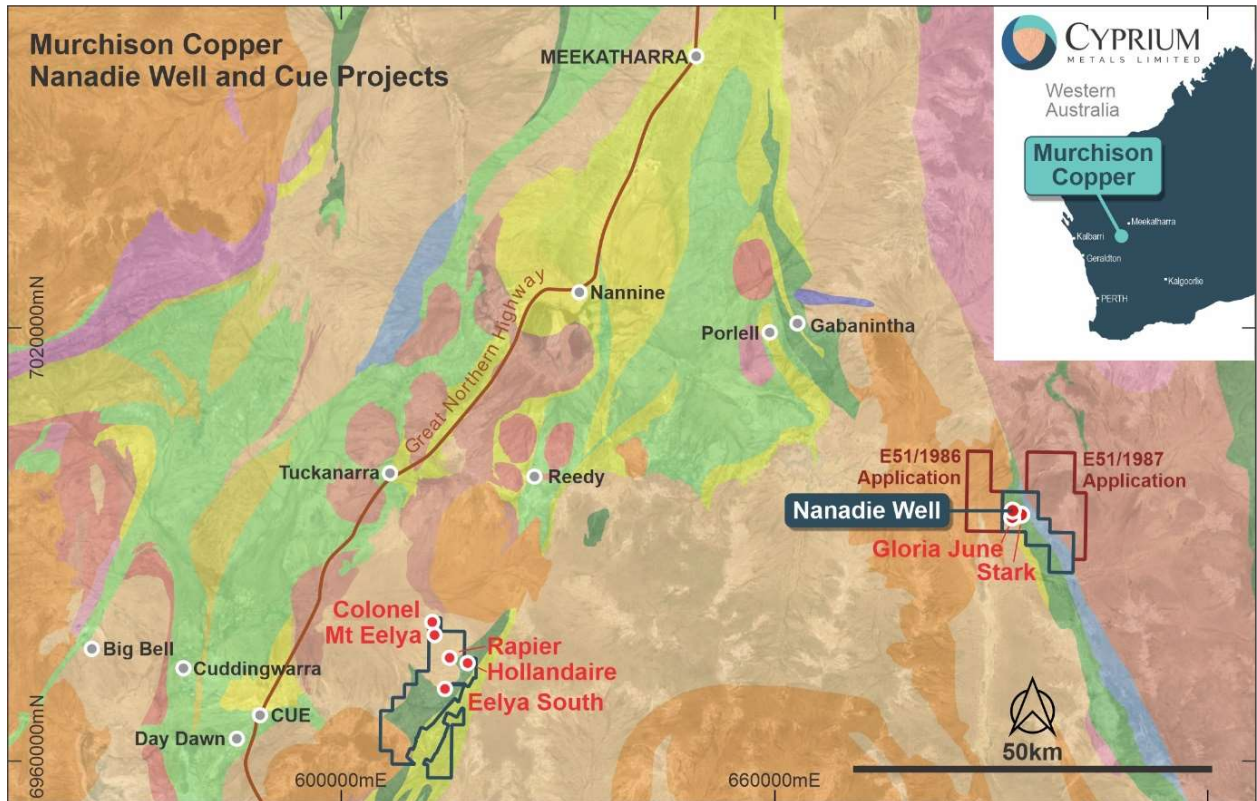 Murchison Copper
Nanadie Well and Cue Projects
MEEKATHARRA
CYPRIUM
METALS LIMITED
Western
Australia
Murchison
Copper
Meekatharra
Kalbarri
Geraldton
Kalgoorlie
PERTH
7020000mN
Great Northern Highway
Nannine
Porlell
Gabanintha
Tuckanarra
Reedy
E51/1986
Application
E51/1987
Application
Nanadie Well
Gloria June
Stark
Colonel
Mt Eelya
Rapier
Hollandaire
Eelya South
Big Bell
Cuddingwarra
CUE
Day Dawn
6960000mN
600000mE
660000mE
50km